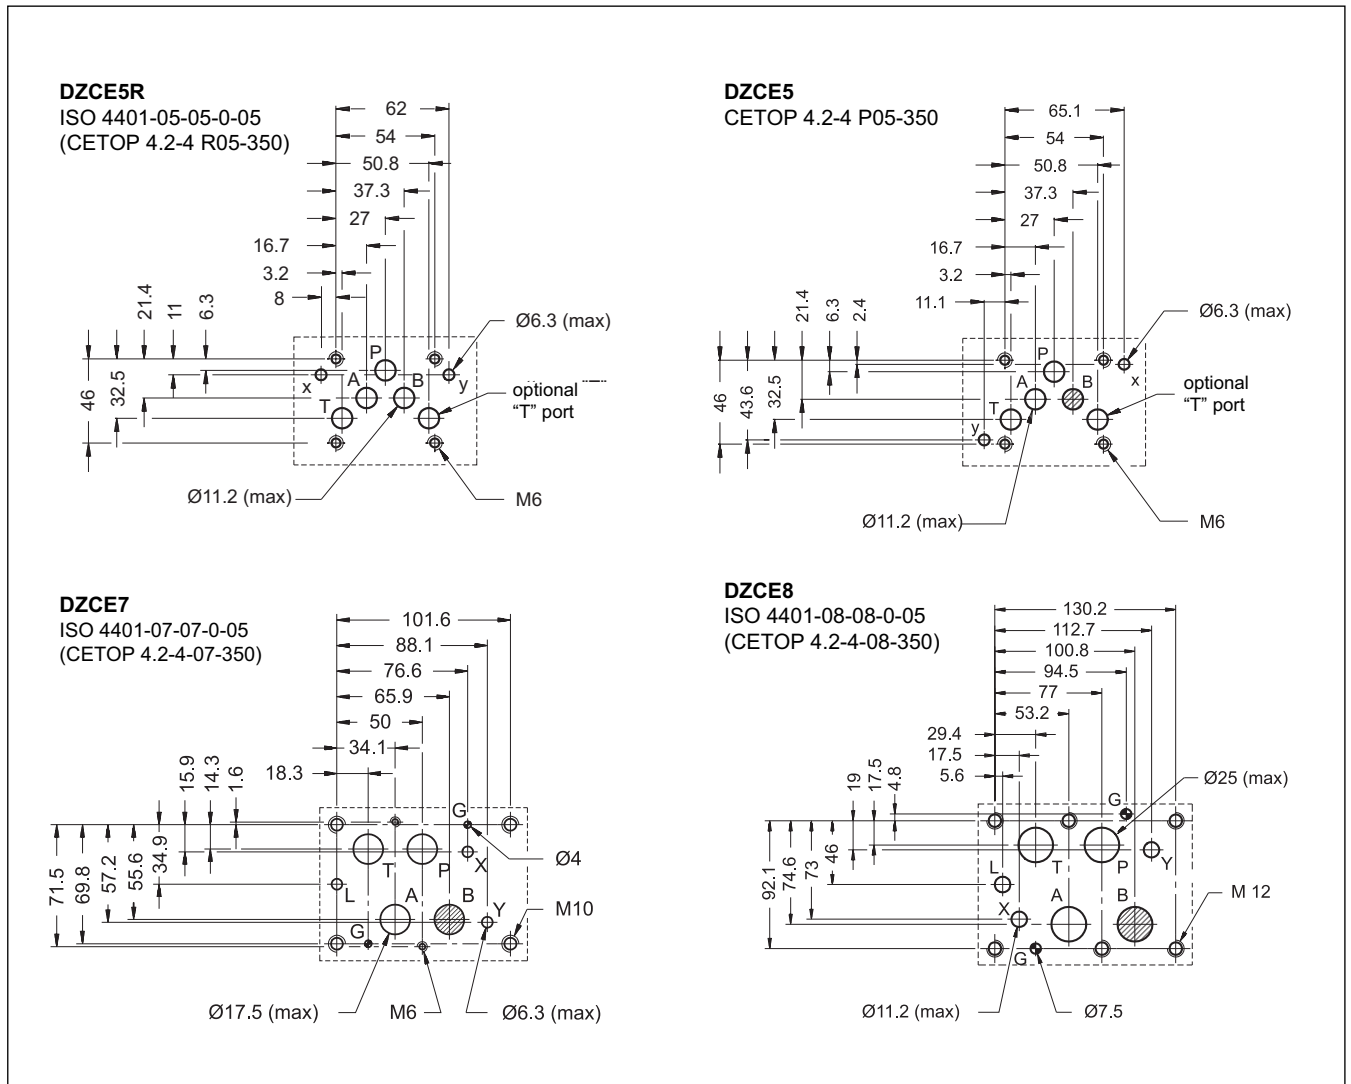 DZCE5R
ISO 4401-05-05-0-05
(CETOP 4.2-4 R05-350)
62
54
50.8
37.3
27
16.7
3.2
8
21.4
11
6.3
46
32.5
P
x
A
B
y
T
Ø6.3 (max)
optional
“T” port
Ø11.2 (max)
M6
DZCE5
CETOP 4.2-4 P05-350
65.1
54
50.8
37.3
27
16.7
3.2
11.1
21.4
6.3
2.4
46
43.6
32.5
P
A
B
x
T
y
Ø6.3 (max)
optional
“T” port
Ø11.2 (max)
M6
DZCE7
ISO 4401-07-07-0-05
(CETOP 4.2-4-07-350)
101.6
88.1
76.6
65.9
50
34.1
18.3
15.9
14.3
1.6
71.5
69.8
57.2
55.6
34.9
G
T
P
X
L
A
B
Y
G
Ø4
M10
Ø17.5 (max)
M6
Ø6.3 (max)
DZCE8
ISO 4401-08-08-0-05
(CETOP 4.2-4-08-350)
130.2
112.7
100.8
94.5
77
53.2
29.4
17.5
5.6
19
17.5
4.8
92.1
74.6
73
46
G
L
T
P
Y
X
A
B
G
Ø25 (max)
M 12
Ø11.2 (max)
Ø7.5